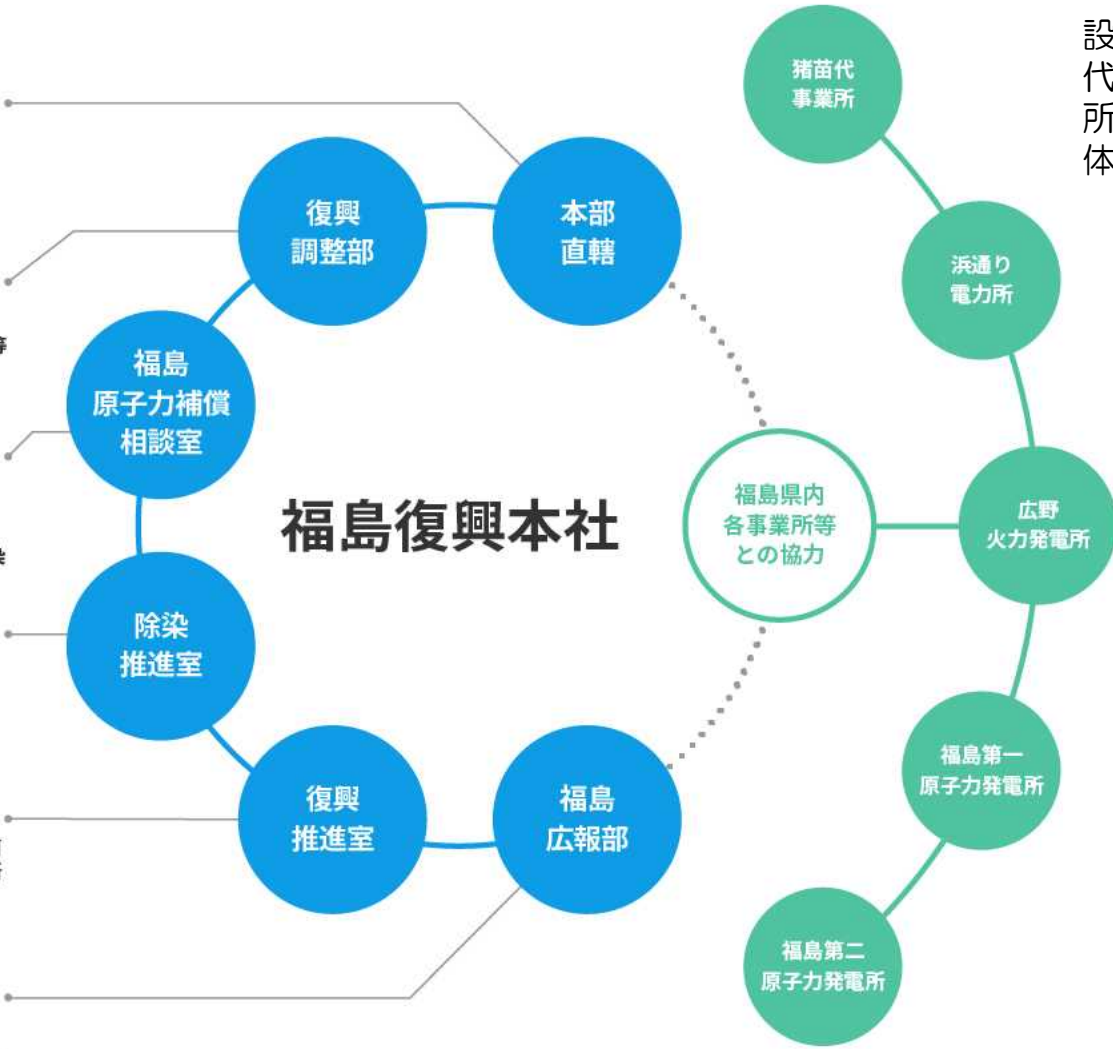 設
代
所
体
猪苗代
事業所
復興
調整部
本部
直轄
浜通り
電力所
等
福島
原子力補償
相談室
福島復興本社
福島県内
各事業所等
との協力
広野
火力発電所
染
除染
推進室
福島第一
原子力発電所
復興
推進室
福島
広報部
福島第二
原子力発電所